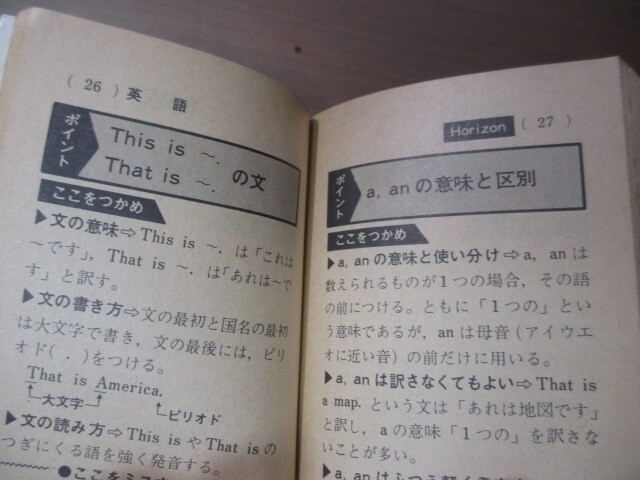 ( 26 ) 英 語
ポイント
This is ～.
That is ～.
の文
ここをつかめ
▶文の意味⇨This is ～. は「これは
～です」, That is ～. は「あれは～で
す」と訳す。
▶文の書き方⇨文の最初と国名の最初
は大文字で書き, 文の最後には, ピリ
オド( . )をつける。
That is America.
大文字
ピリオド
▶文の読み方⇨This is や That is の
つぎにくる語を強く発音する。
Horizon ( 27 )
ポイント
a, anの意味と区別
ここをつかめ
▶a, anの意味と使い分け⇨a, anは
数えられるものが1つの場合, その語
の前につける。ともに「1つの」とい
う意味であるが, anは母音(アイウエ
オに近い音)の前だけに用いる。
▶a, anは訳さなくてもよい⇨That is
a map. という文は「あれは地図です」
と訳し, aの意味「1つの」を訳さな
いことが多い。